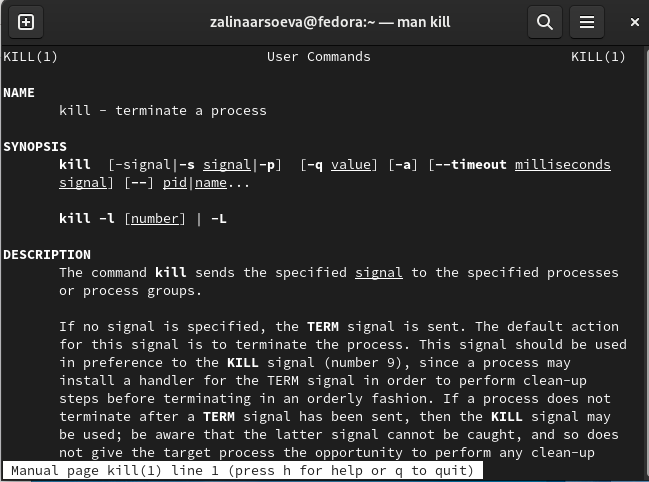 zalinaarsoeva@fedora:~ — man kill
KILL(1) User Commands KILL(1)
NAME
kill - terminate a process
SYNOPSIS
kill [-signal|-s signal|-p] [-q value] [-a] [--timeout milliseconds
signal] [--] pid|name...
kill -l [number] | -L
DESCRIPTION
The command kill sends the specified signal to the specified processes
or process groups.
If no signal is specified, the TERM signal is sent. The default action
for this signal is to terminate the process. This signal should be used
in preference to the KILL signal (number 9), since a process may
install a handler for the TERM signal in order to perform clean-up
steps before terminating in an orderly fashion. If a process does not
terminate after a TERM signal has been sent, then the KILL signal may
be used; be aware that the latter signal cannot be caught, and so does
not give the target process the opportunity to perform any clean-up
Manual page kill(1) line 1 (press h for help or q to quit)